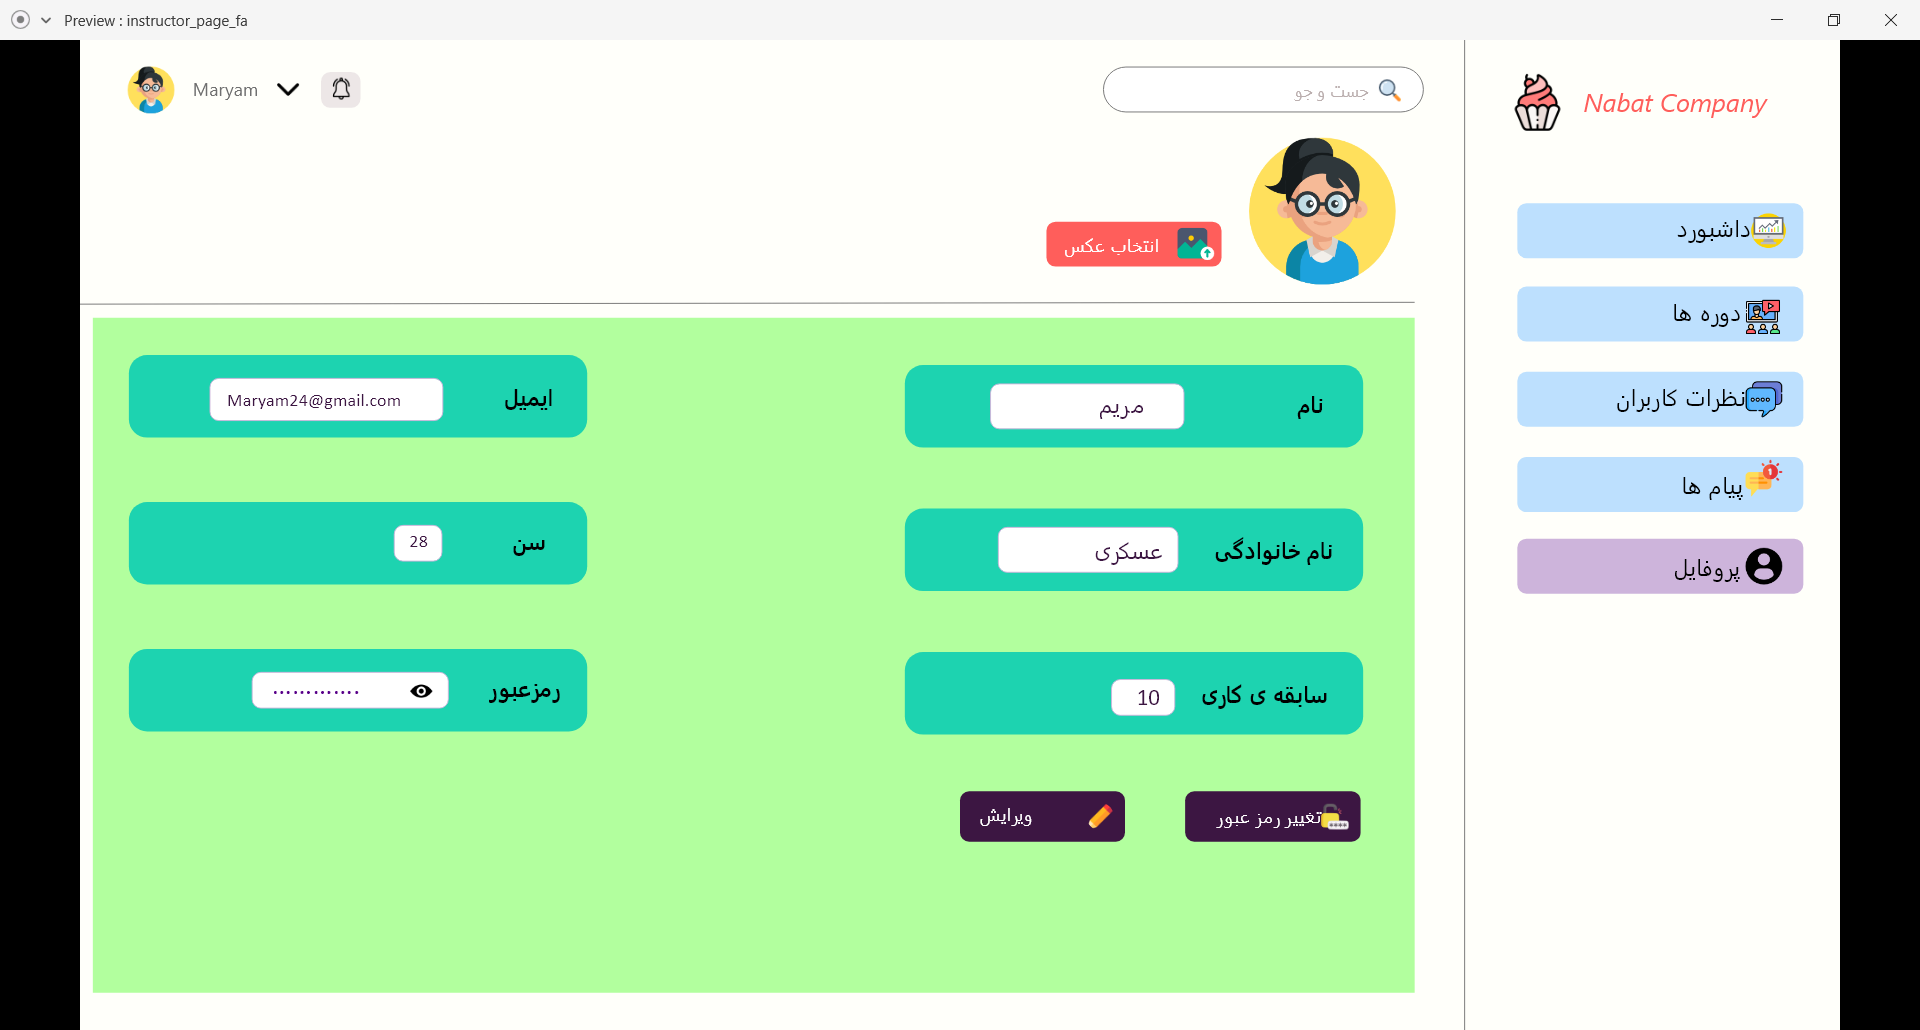 Preview : instructor_page_fa
Maryam
جست و جو
Nabat Company
انتخاب عکس
داشبورد
دوره ها
نظرات کاربران
پیام ها
پروفایل
نام
مریم
ایمیل
Maryam24@gmail.com
نام خانوادگی
عسکری
سن
28
سابقه ی کاری
10
رمزعبور
.............
تغییر رمز عبور
ویرایش